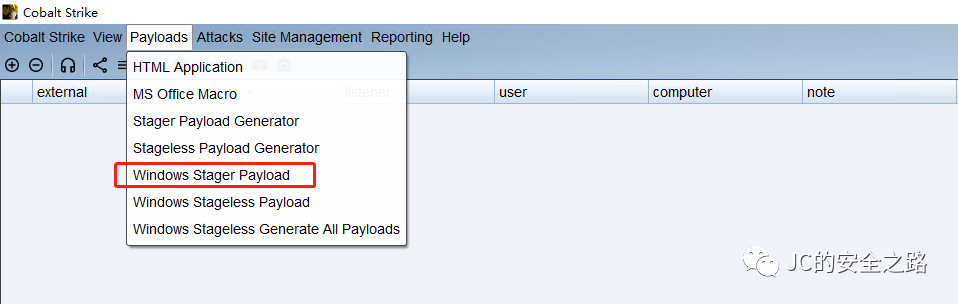 Cobalt Strike
Cobalt Strike View Payloads Attacks Site Management Reporting Help
HTML Application
MS Office Macro
external listener user computer note
Stager Payload Generator
Stageless Payload Generator
Windows Stager Payload
Windows Stageless Payload
Windows Stageless Generate All Payloads
JC的安全之路